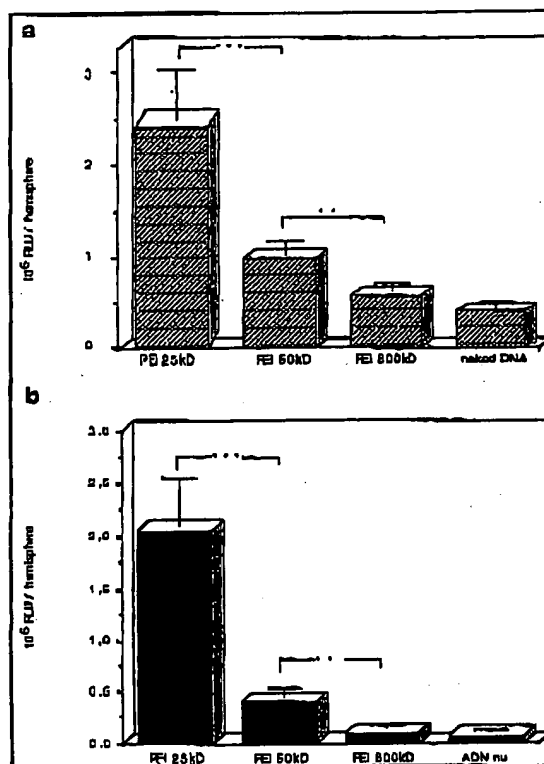 a
3
2
1
0
10⁶ RLU / hemisphere
PEI 25kD PEI 50kD PEI 800kD naked DNA
b
3.0
2.5
2.0
1.5
1.0
0.5
0.0
10⁶ RLU / hemisphere
PEI 25kD PEI 50kD PEI 800kD ADN nu